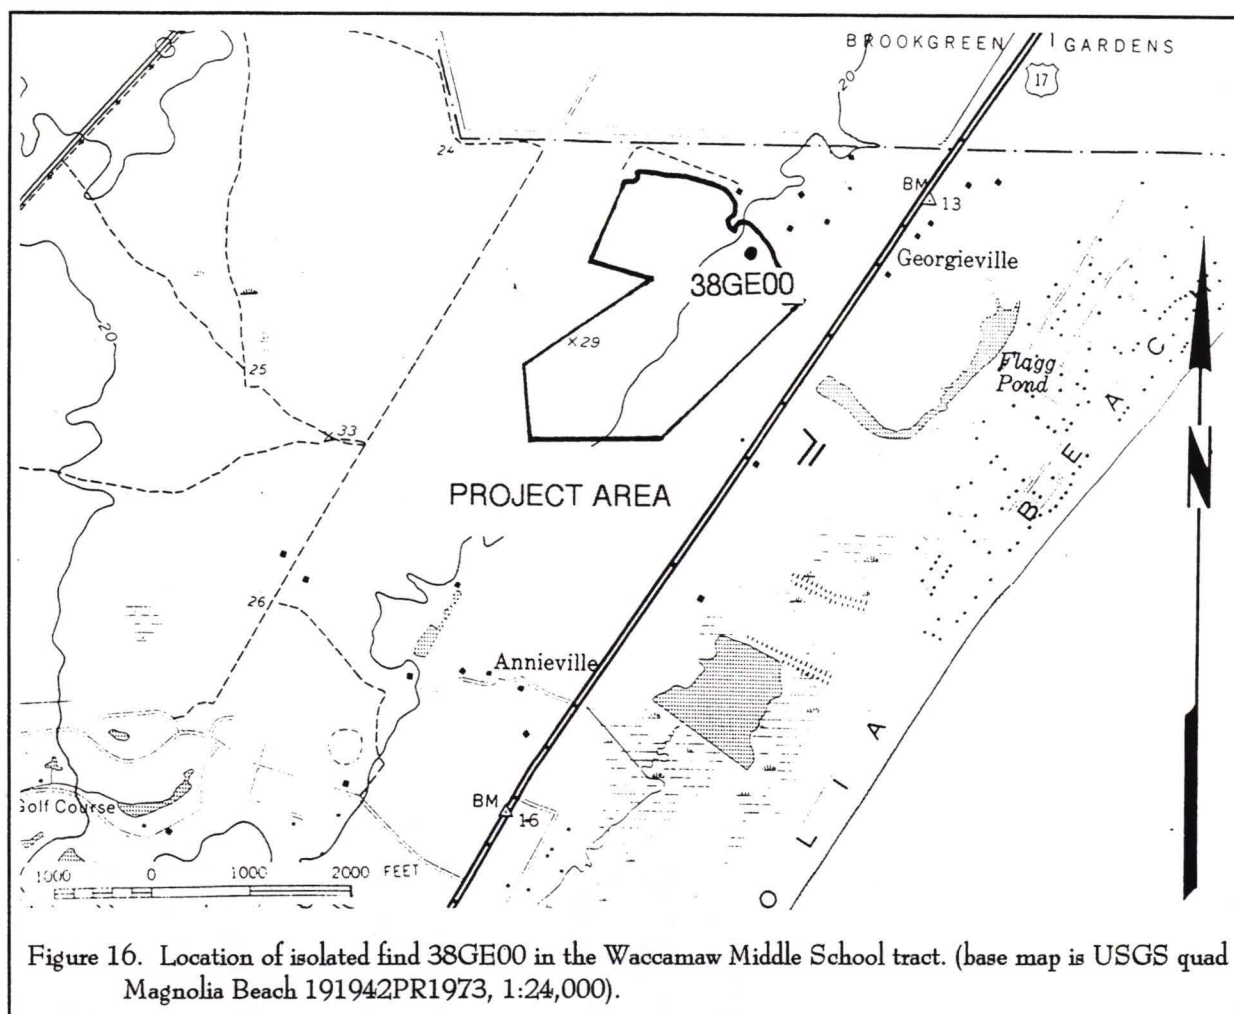 BROOKGREEN GARDENS
17
20
24
BM
13
Georgieville
38GE00
20
×29
Flagg
Pond
25
33
PROJECT AREA
26
Annieville
OLIA BEACH
BM
16
Golf Course
1000 0 1000 2000 FEET
N
Figure 16. Location of isolated find 38GE00 in the Waccamaw Middle School tract. (base map is USGS quad
Magnolia Beach 191942PR1973, 1:24,000).